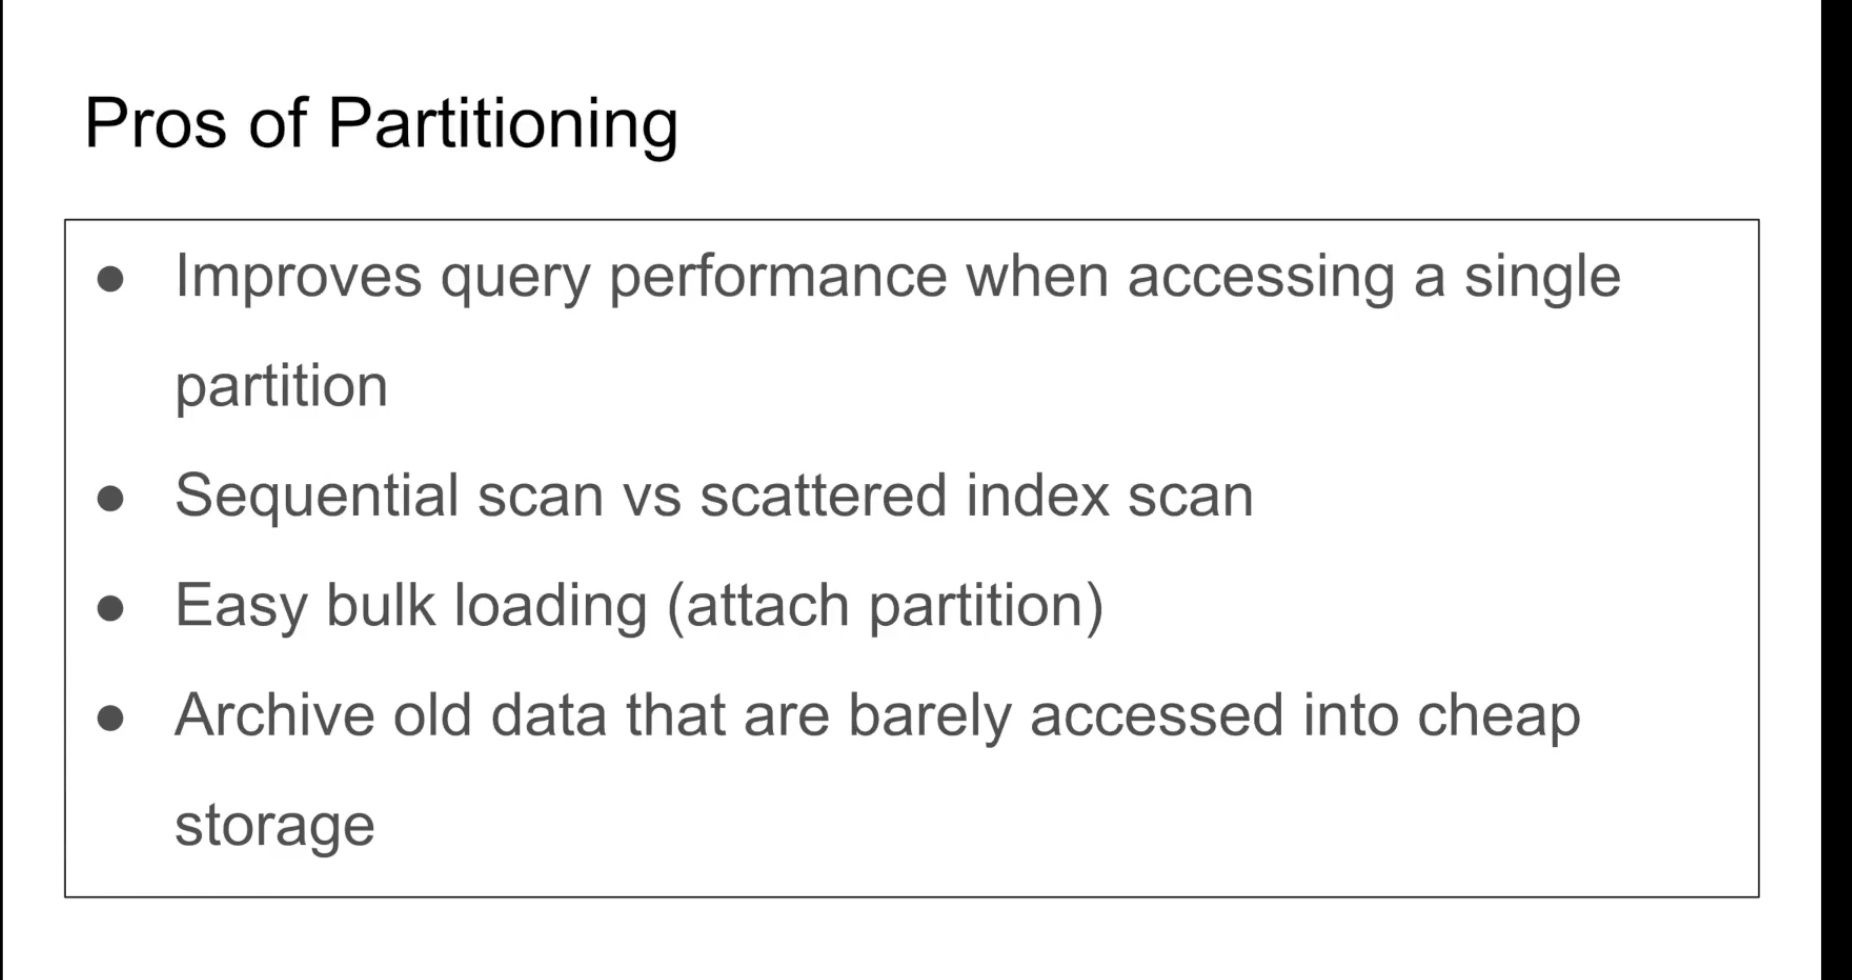 Pros of Partitioning
● Improves query performance when accessing a single
partition
● Sequential scan vs scattered index scan
● Easy bulk loading (attach partition)
● Archive old data that are barely accessed into cheap
storage